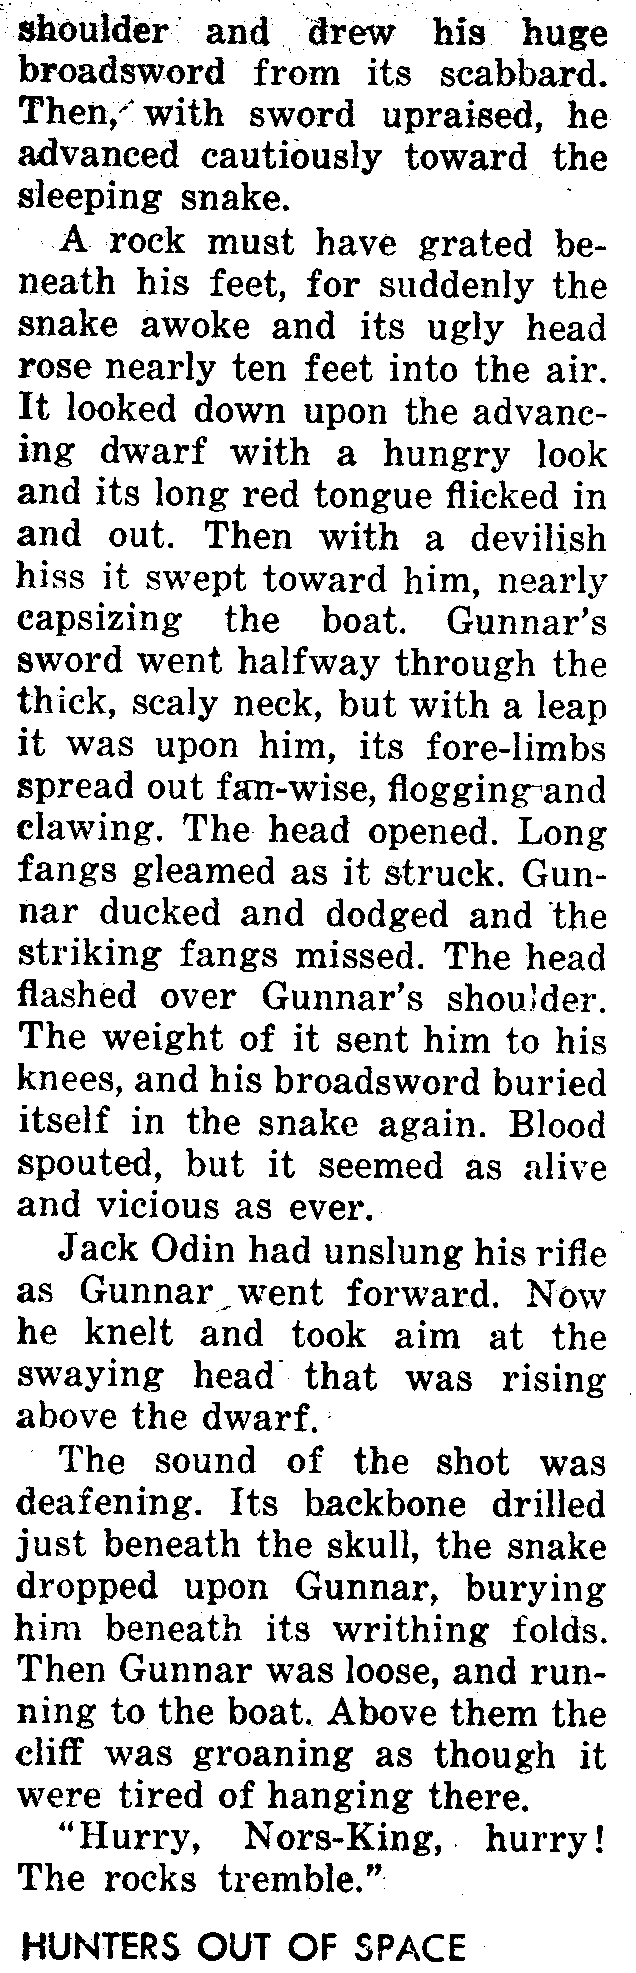 shoulder and drew his huge
broadsword from its scabbard.
Then, with sword upraised, he
advanced cautiously toward the
sleeping snake.
A rock must have grated be-
neath his feet, for suddenly the
snake awoke and its ugly head
rose nearly ten feet into the air.
It looked down upon the advanc-
ing dwarf with a hungry look
and its long red tongue flicked in
and out. Then with a devilish
hiss it swept toward him, nearly
capsizing the boat. Gunnar's
sword went halfway through the
thick, scaly neck, but with a leap
it was upon him, its fore-limbs
spread out fan-wise, flogging and
clawing. The head opened. Long
fangs gleamed as it struck. Gun-
nar ducked and dodged and the
striking fangs missed. The head
flashed over Gunnar's shoulder.
The weight of it sent him to his
knees, and his broadsword buried
itself in the snake again. Blood
spouted, but it seemed as alive
and vicious as ever.
Jack Odin had unslung his rifle
as Gunnar went forward. Now
he knelt and took aim at the
swaying head that was rising
above the dwarf.
The sound of the shot was
deafening. Its backbone drilled
just beneath the skull, the snake
dropped upon Gunnar, burying
him beneath its writhing folds.
Then Gunnar was loose, and run-
ning to the boat. Above them the
cliff was groaning as though it
were tired of hanging there.
"Hurry, Nors-King, hurry!
The rocks tremble."
HUNTERS OUT OF SPACE